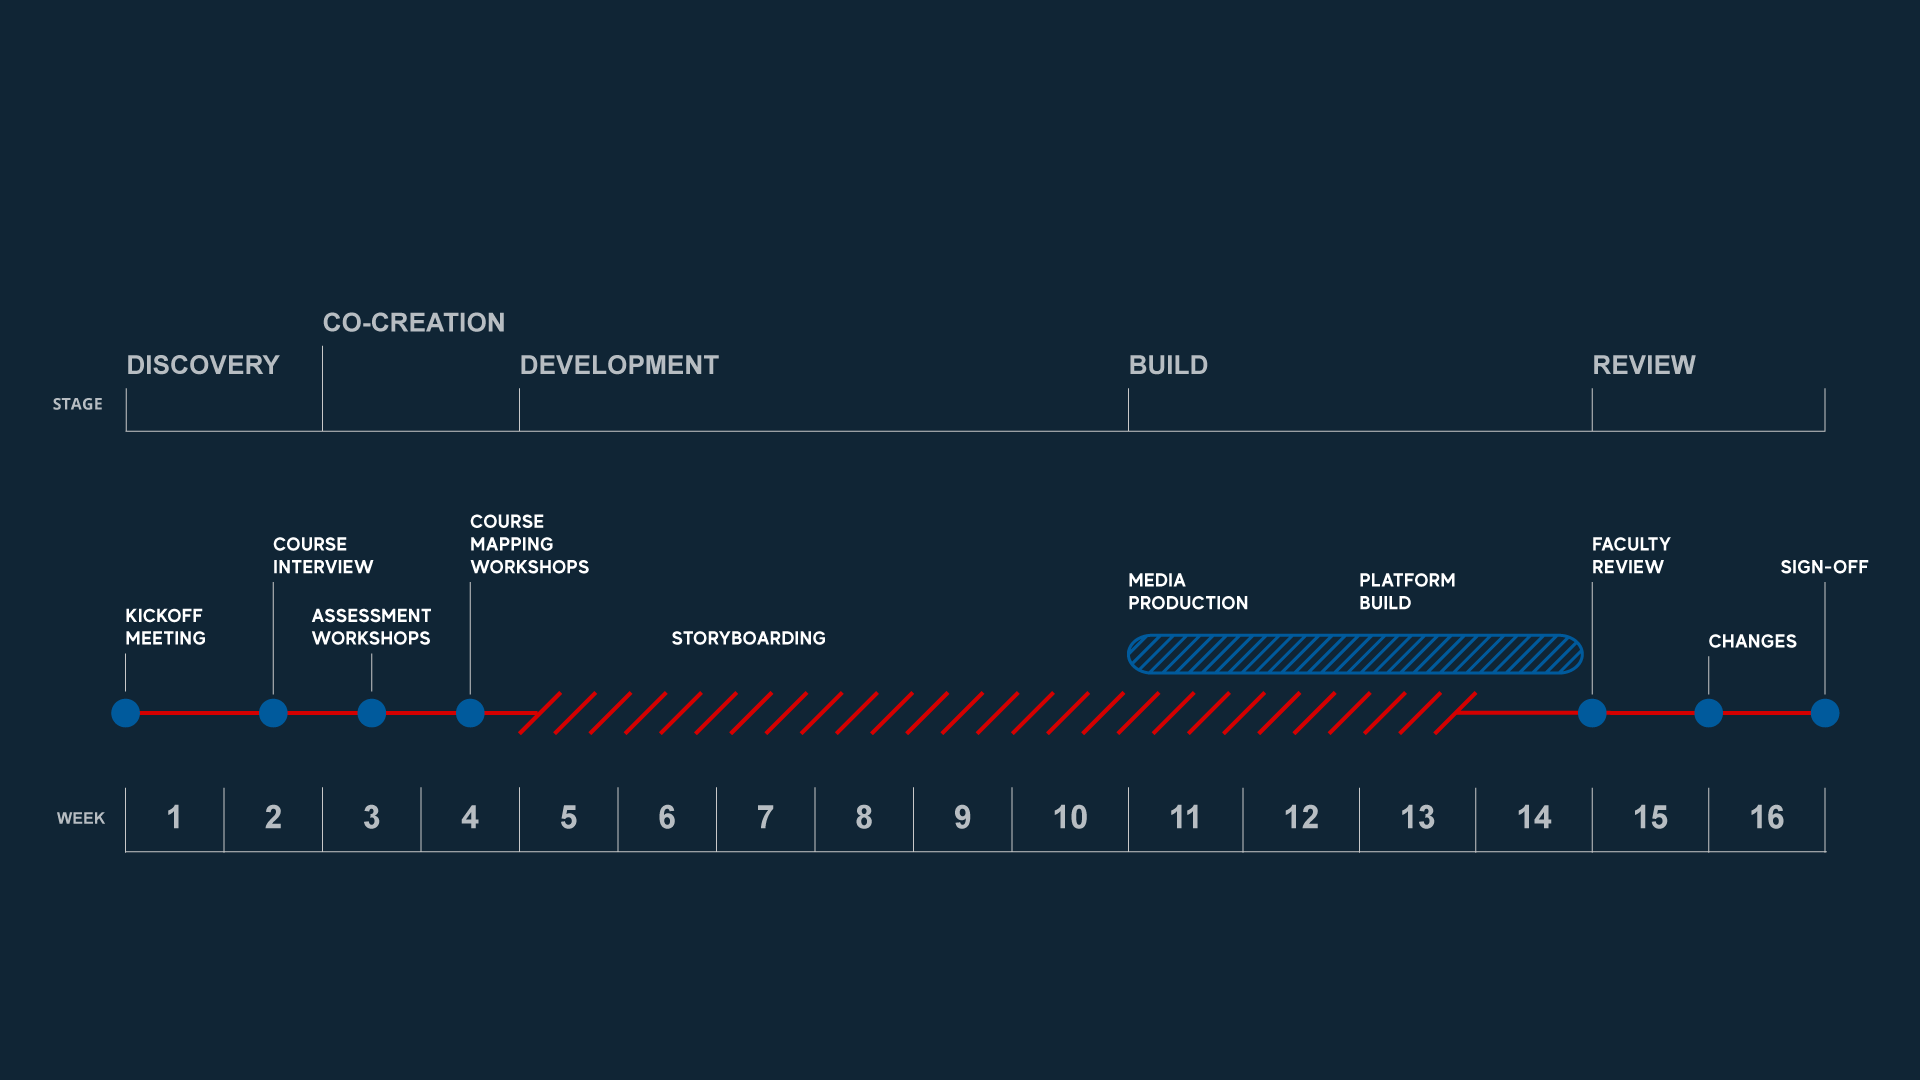 CO-CREATION
DISCOVERY
DEVELOPMENT
BUILD
REVIEW
STAGE
KICKOFF
MEETING
COURSE
INTERVIEW
ASSESSMENT
WORKSHOPS
COURSE
MAPPING
WORKSHOPS
STORYBOARDING
MEDIA
PRODUCTION
PLATFORM
BUILD
FACULTY
REVIEW
CHANGES
SIGN-OFF
WEEK 1 2 3 4 5 6 7 8 9 10 11 12 13 14 15 16